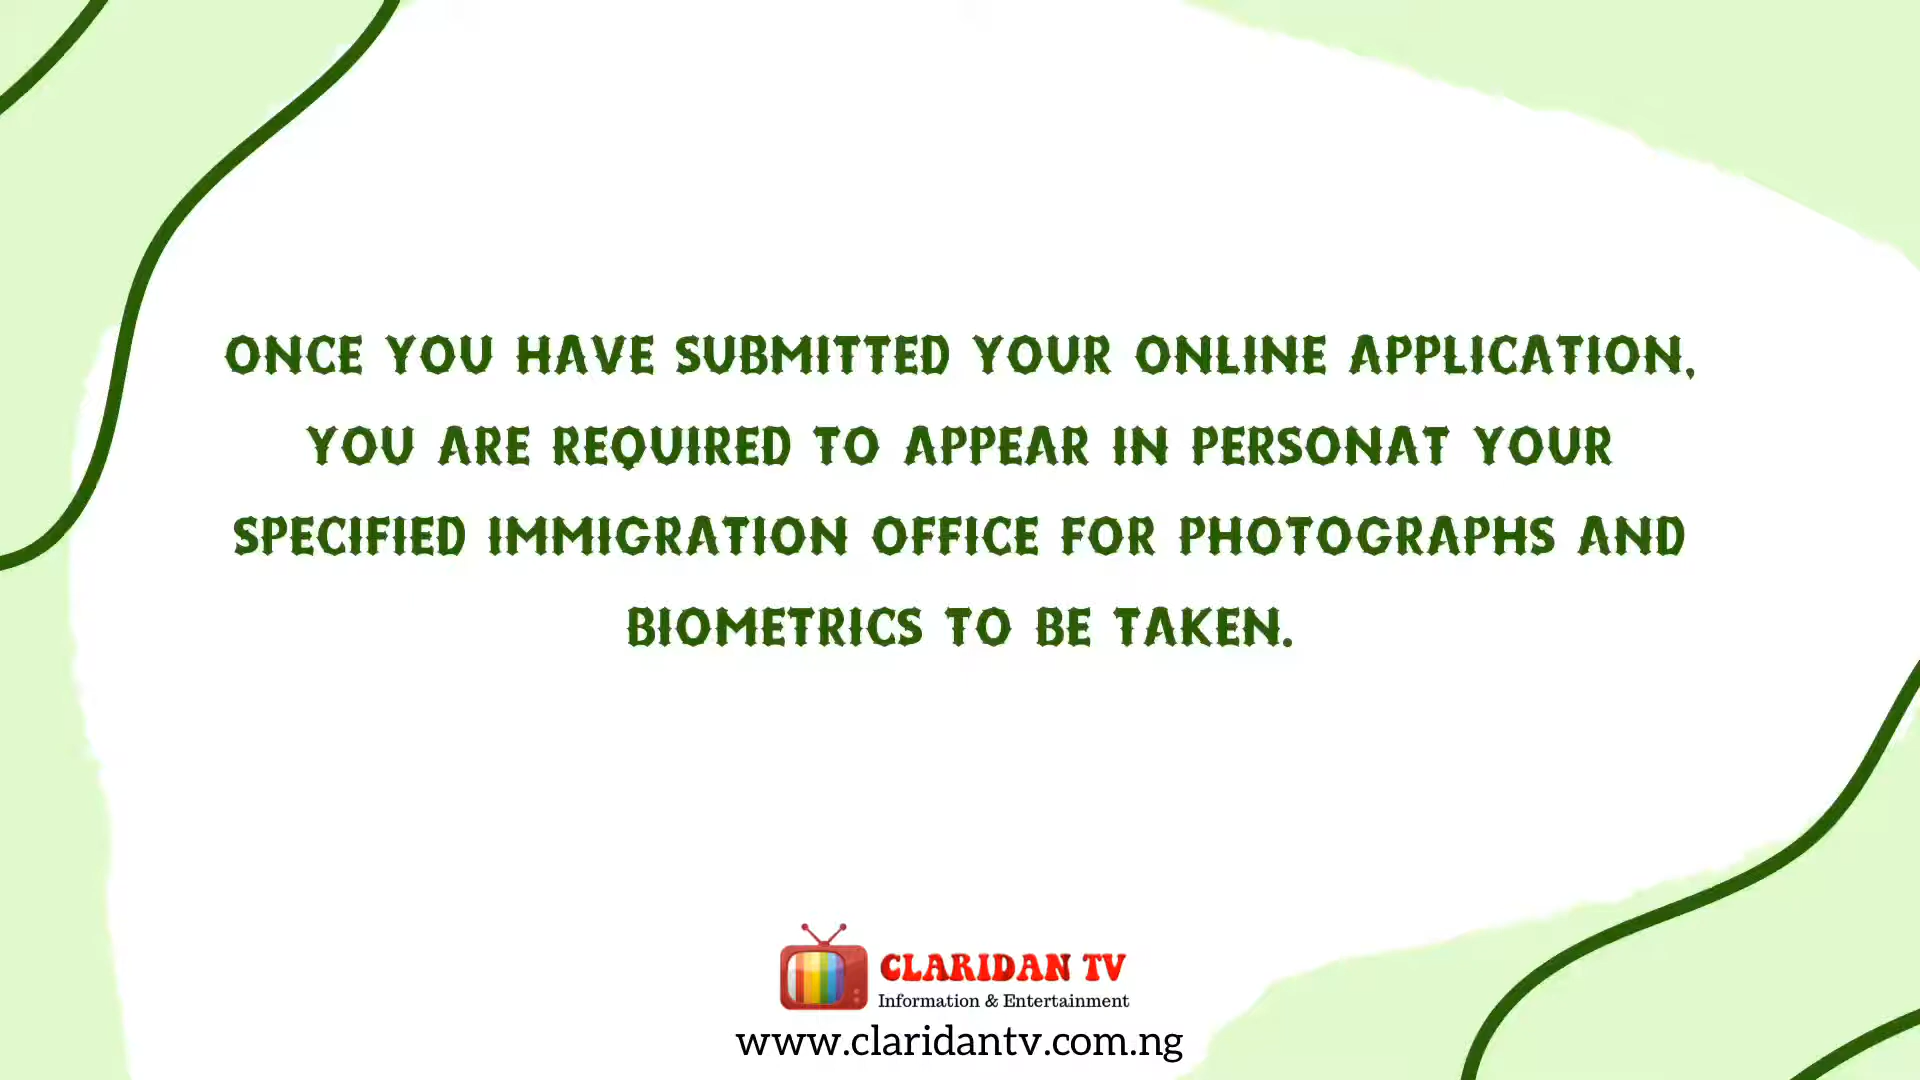 ONCE YOU HAVE SUBMITTED YOUR ONLINE APPLICATION,
YOU ARE REQUIRED TO APPEAR IN PERSONAT YOUR
SPECIFIED IMMIGRATION OFFICE FOR PHOTOGRAPHS AND
BIOMETRICS TO BE TAKEN.
CLARIDAN TV
Information & Entertainment
www.claridantv.com.ng